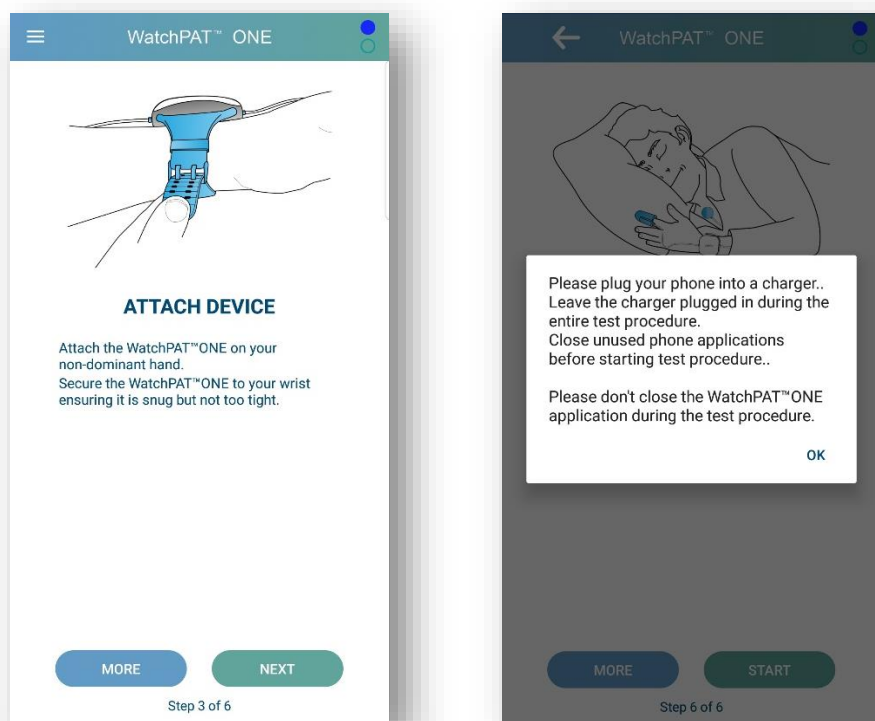 WatchPAT™ ONE
ATTACH DEVICE
Attach the WatchPAT™ONE on your
non-dominant hand.
Secure the WatchPAT™ONE to your wrist
ensuring it is snug but not too tight.
MORE
NEXT
Step 3 of 6
WatchPAT™ ONE
Please plug your phone into a charger..
Leave the charger plugged in during the
entire test procedure.
Close unused phone applications
before starting test procedure..
Please don't close the WatchPAT™ONE
application during the test procedure.
OK
MORE
START
Step 6 of 6